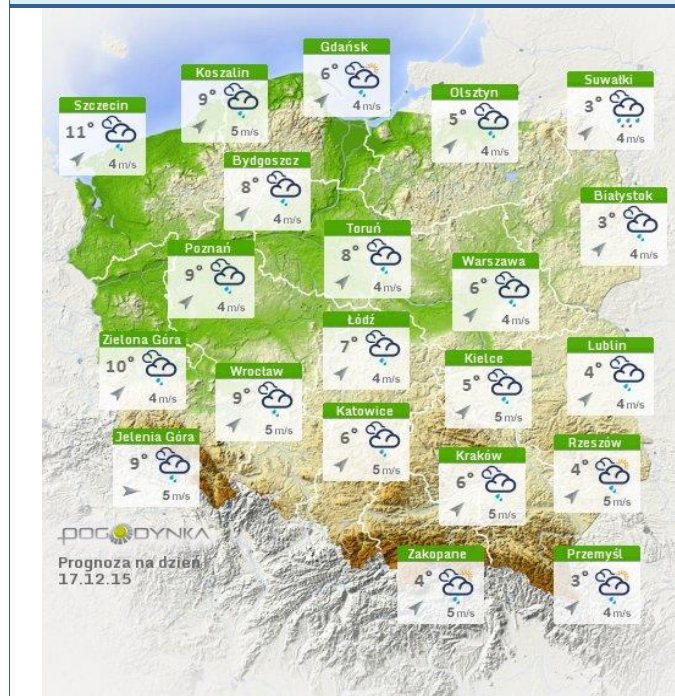 Gdańsk
6°
4 m/s
Koszalin
9°
5 m/s
Suwałki
3°
4 m/s
Olsztyn
5°
4 m/s
Szczecin
11°
4 m/s
Bydgoszcz
8°
4 m/s
Białystok
3°
4 m/s
Toruń
8°
4 m/s
Poznań
9°
4 m/s
Warszawa
6°
4 m/s
Łódź
7°
4 m/s
Zielona Góra
10°
4 m/s
Lublin
4°
4 m/s
Kielce
5°
5 m/s
Wrocław
9°
5 m/s
Katowice
6°
5 m/s
Jelenia Góra
9°
5 m/s
Rzeszów
4°
5 m/s
Kraków
6°
5 m/s
POGODYNKA
Prognoza na dzień
17.12.15
Zakopane
4°
5 m/s
Przemyśl
3°
4 m/s